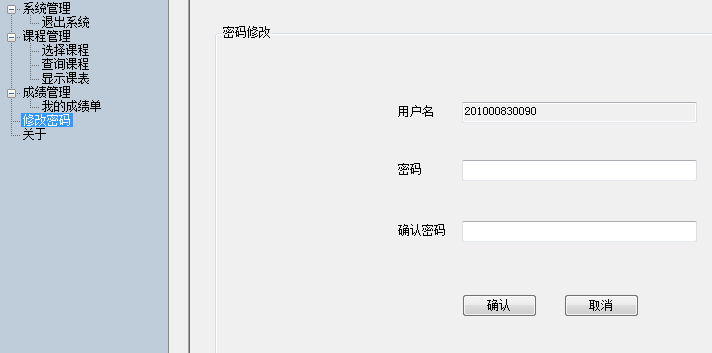 系统管理
退出系统
课程管理
选择课程
查询课程
显示课表
成绩管理
我的成绩单
修改密码
关于
密码修改
用户名 201000830090
密码
确认密码
确认 取消